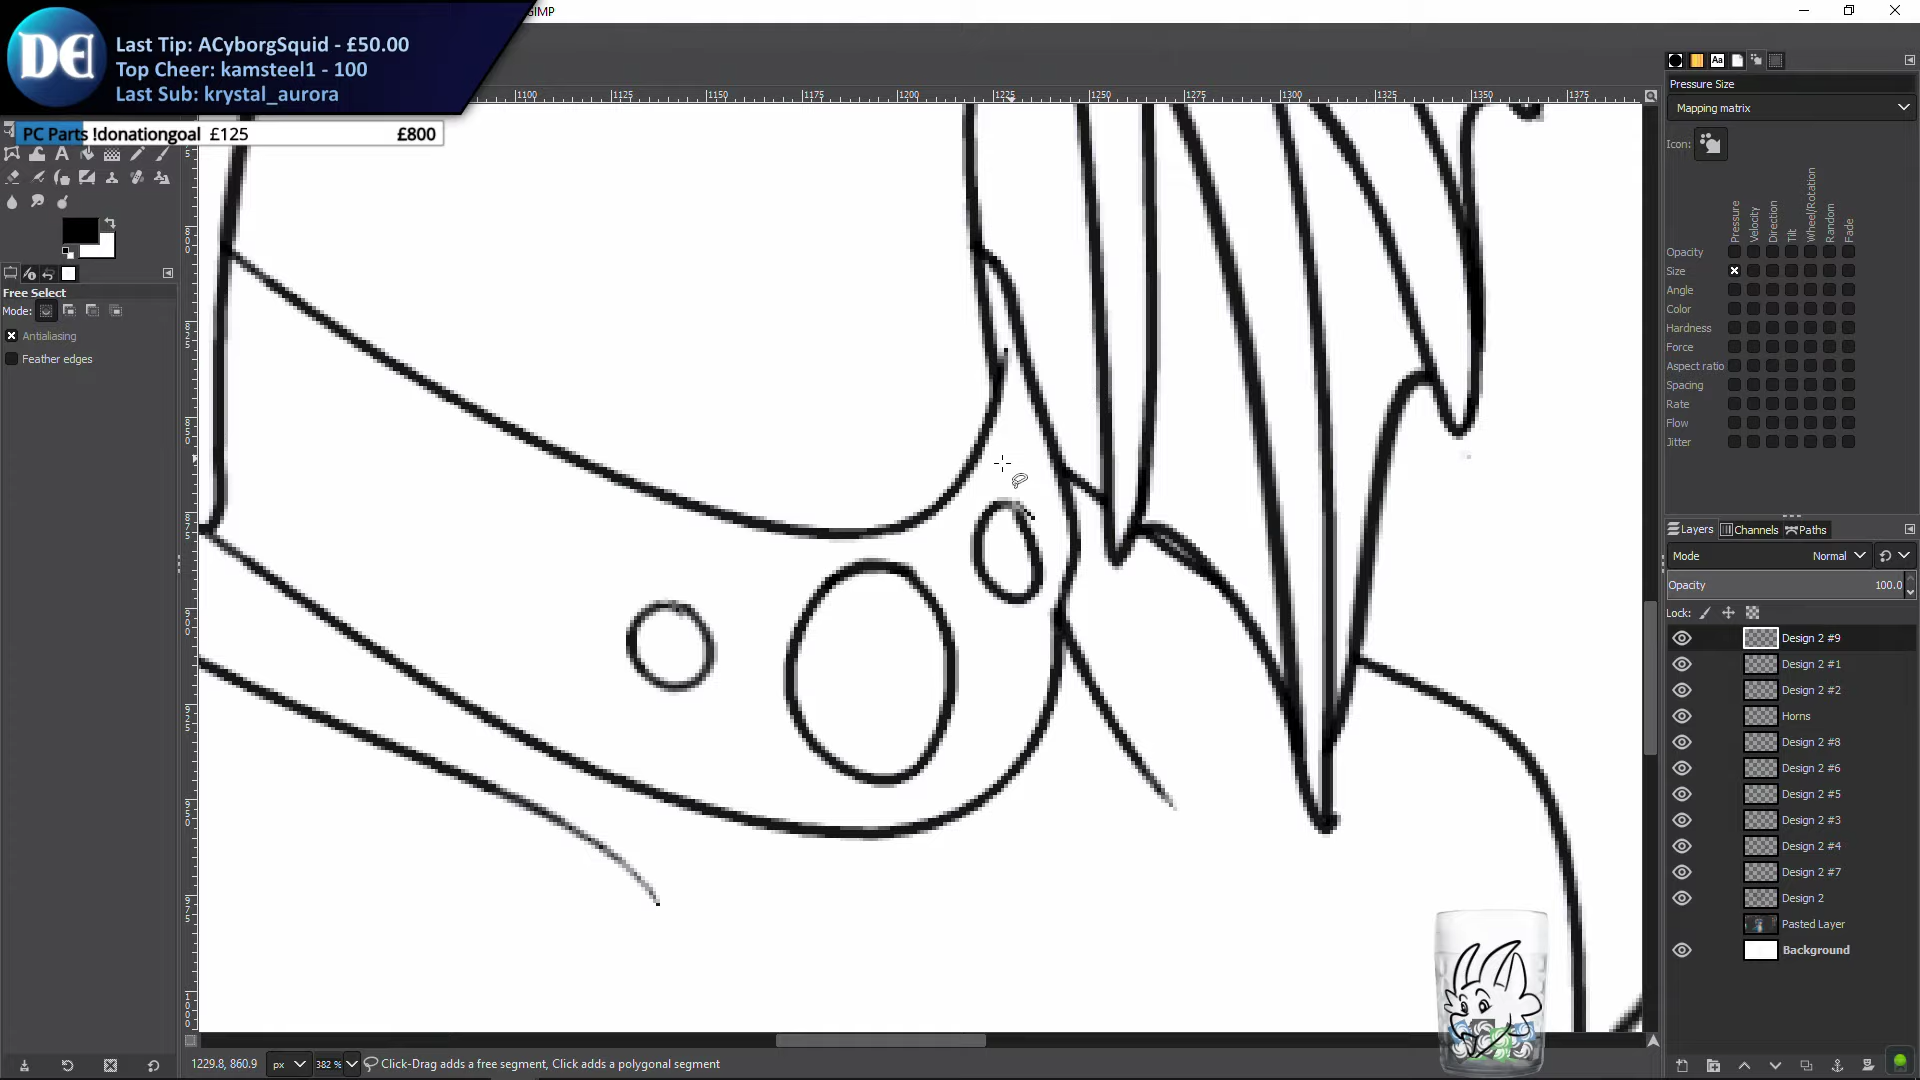 GIMP
DE
Last Tip: ACyborgSquid - £50.00
Top Cheer: kamsteel1 - 100
Last Sub: krystal_aurora
PC Parts !donationgoal £125 £800
Free Select
Mode:
Antialiasing
Feather edges
1100 1125 1150 1175 1200 1225 1250 1275 1300 1325 1350 1375
Pressure Size
Mapping matrix
Icon:
Pressure Velocity Direction Tilt Wheel/Rotation Random Fade
Opacity
Size
Angle
Color
Hardness
Force
Aspect ratio
Spacing
Rate
Flow
Jitter
Layers Channels Paths
Mode Normal
Opacity 100.0
Lock:
Design 2 #9
Design 2 #1
Design 2 #2
Horns
Design 2 #8
Design 2 #6
Design 2 #5
Design 2 #3
Design 2 #4
Design 2 #7
Design 2
Pasted Layer
Background
1229.8, 860.9 px 382 % Click-Drag adds a free segment, Click adds a polygonal segment